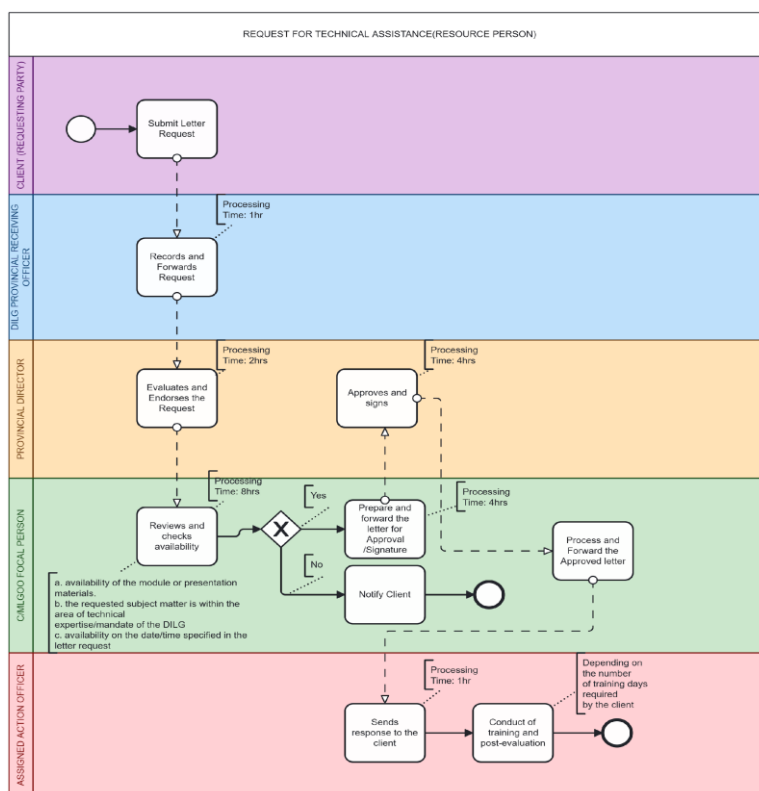 REQUEST FOR TECHNICAL ASSISTANCE(RESOURCE PERSON)
CLIENT (REQUESTING PARTY)
Submit Letter
Request
DILG PROVINCIAL RECEIVING
OFFICER
Processing
Time: 1hr
Records and
Forwards
Request
PROVINCIAL DIRECTOR
Processing
Time: 2hrs
Evaluates and
Endorses the
Request
Processing
Time: 4hrs
Approves and
signs
C/MLGOO FOCAL PERSON
Processing
Time: 8hrs
Reviews and
checks
availability
Yes
Prepare and
forward the
letter for
Approval
/Signature
Processing
Time: 4hrs
No
Notify Client
Process and
Forward the
Approved letter
a. availability of the module or presentation
materials.
b. the requested subject matter is within the
area of technical
expertise/mandate of the DILG
c. availability on the date/time specified in the
letter request
ASSIGNED ACTION OFFICER
Processing
Time: 1hr
Sends
response to the
client
Depending on
the number
of training days
required
by the client
Conduct of
training and
post-evaluation